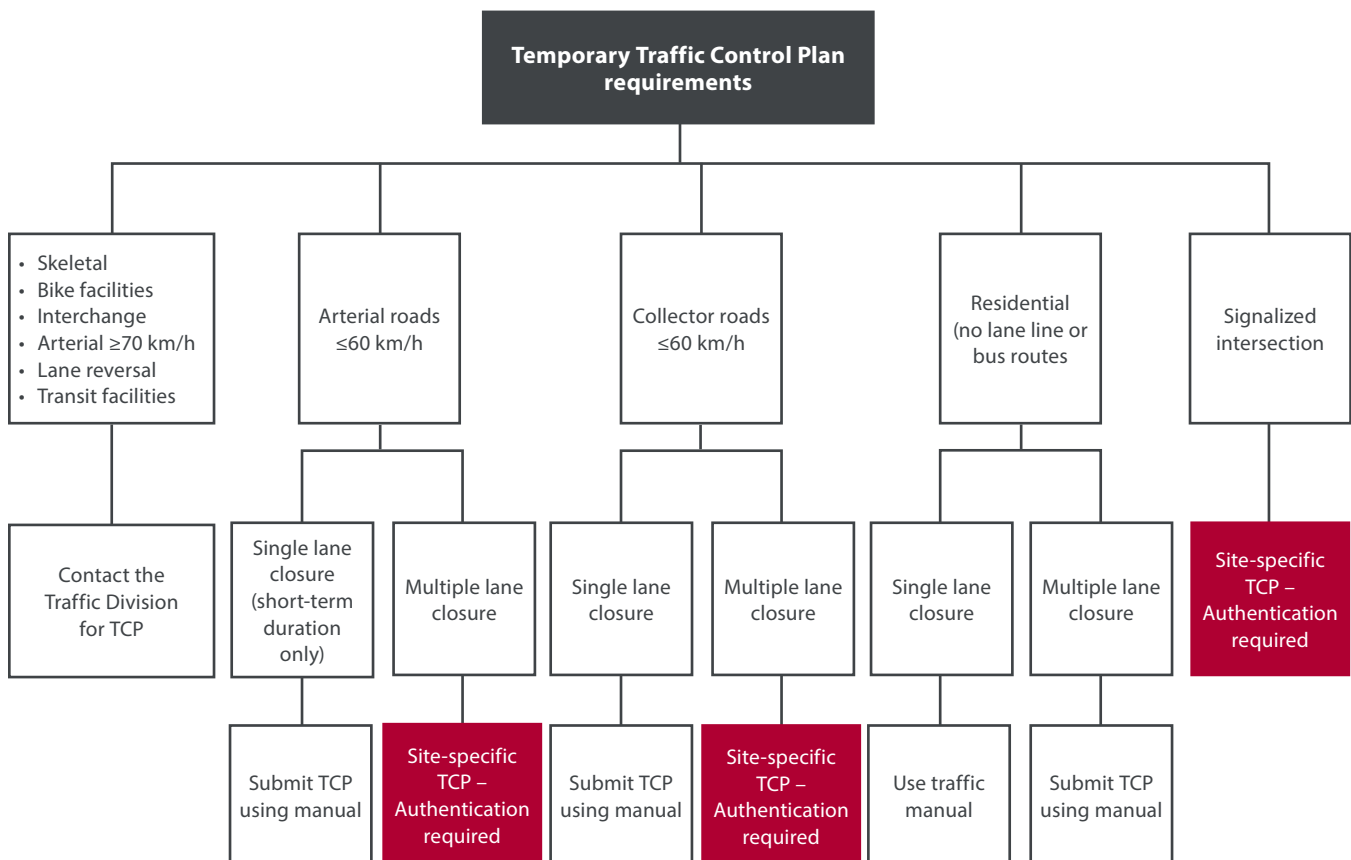 Temporary Traffic Control Plan
requirements
• Skeletal
• Bike facilities
• Interchange
• Arterial ≥70 km/h
• Lane reversal
• Transit facilities
Arterial roads
≤60 km/h
Collector roads
≤60 km/h
Residential
(no lane line or
bus routes
Signalized
intersection
Contact the
Traffic Division
for TCP
Single lane
closure
(short-term
duration
only)
Multiple lane
closure
Single lane
closure
Multiple lane
closure
Single lane
closure
Multiple lane
closure
Site-specific
TCP –
Authentication
required
Submit TCP
using manual
Site-specific
TCP –
Authentication
required
Submit TCP
using manual
Site-specific
TCP –
Authentication
required
Use traffic
manual
Submit TCP
using manual